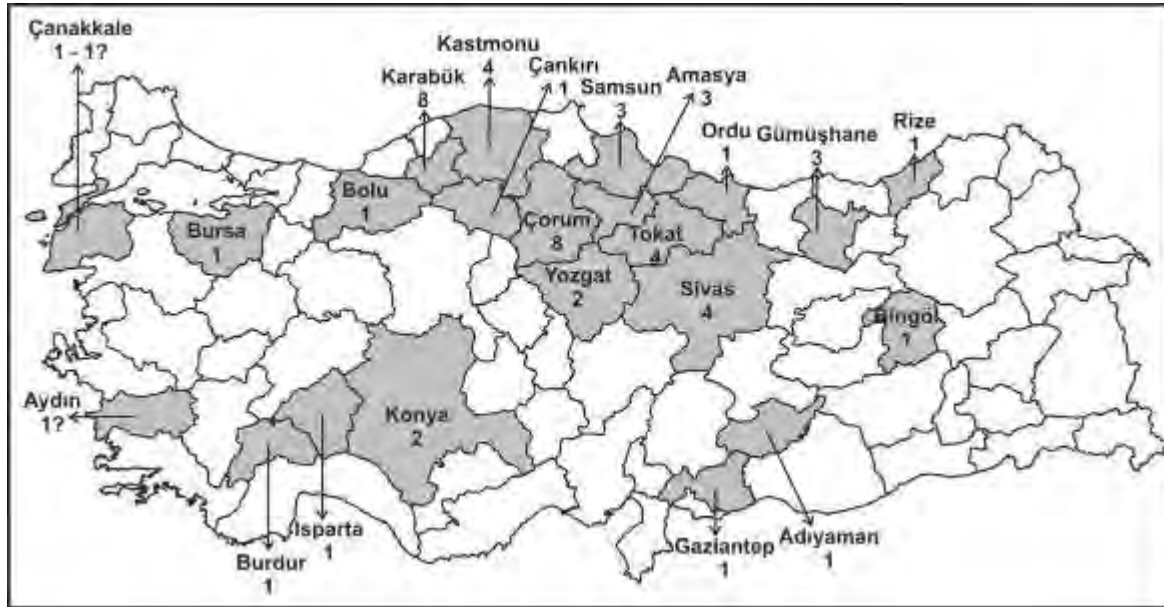 Çanakkale
1 - 1?
Kastmonu
4
Karabük
8
Çankırı
1
Samsun
3
Amasya
3
Ordu
1
Gümüşhane
3
Rize
1
Bolu
1
Bursa
1
Çorum
8
Tokat
4
Yozgat
2
Sivas
4
Bingöl
1
Aydın
1?
Konya
2
Isparta
1
Burdur
1
Gaziantep
1
Adıyaman
1